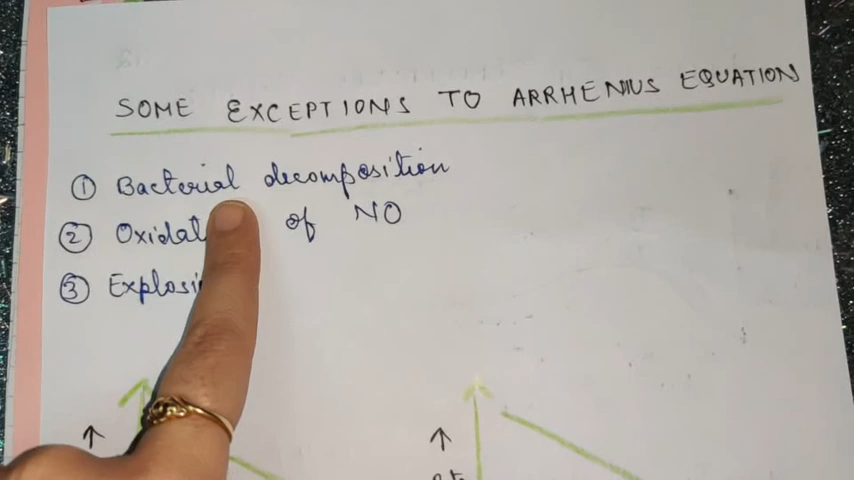 SOME EXCEPTIONS TO ARRHENIUS EQUATION
① Bacterial decomposition
② of NO
③